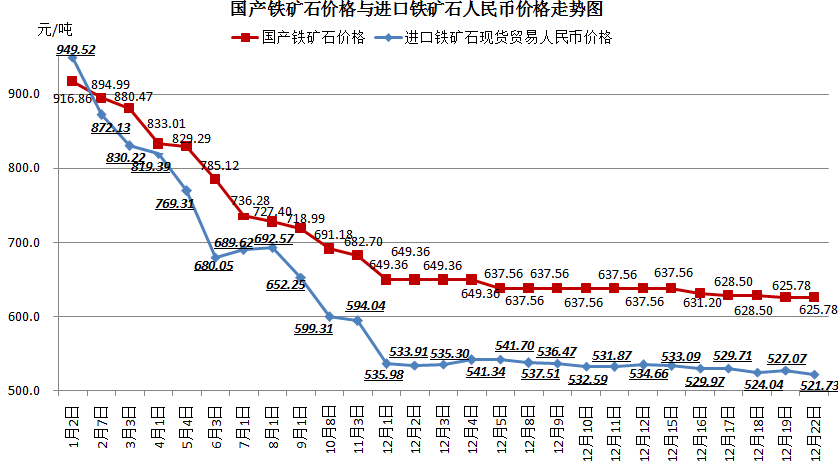 国产铁矿石价格与进口铁矿石人民币价格走势图
元/吨
国产铁矿石价格 进口铁矿石现货贸易人民币价格
949.52
916.86 894.99 880.47 833.01 829.29 785.12 736.28 727.40 718.99 691.18 682.70 649.36 649.36 649.36 649.36 637.56 637.56 637.56 637.56 637.56 637.56 637.56 631.20 628.50 628.50 625.78 625.78
872.13 830.22 819.39 769.31 680.05 689.62 692.57 652.25 599.31 594.04 535.98 533.91 535.30 541.34 541.70 537.51 536.47 532.59 531.87 534.66 533.09 529.97 529.71 524.04 527.07 521.73
900.0
800.0
700.0
600.0
500.0
1月2日 2月7日 3月3日 4月1日 5月4日 6月3日 7月1日 8月1日 9月1日 10月8日 11月3日 12月1日 12月2日 12月3日 12月4日 12月5日 12月8日 12月9日 12月10日 12月11日 12月12日 12月15日 12月16日 12月17日 12月18日 12月19日 12月22日